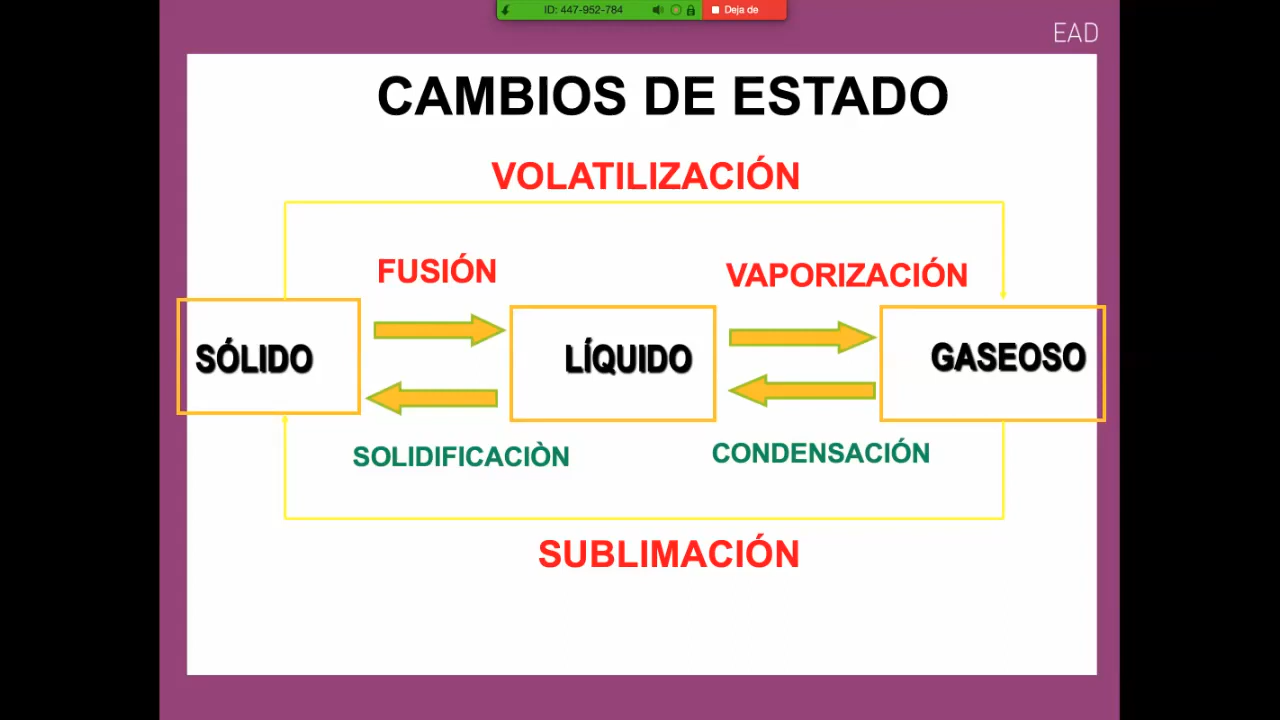 ID: 447-952-784
Deja de
EAD
CAMBIOS DE ESTADO
VOLATILIZACIÓN
FUSIÓN
VAPORIZACIÓN
SÓLIDO
LÍQUIDO
GASEOSO
SOLIDIFICACIÒN
CONDENSACIÓN
SUBLIMACIÓN